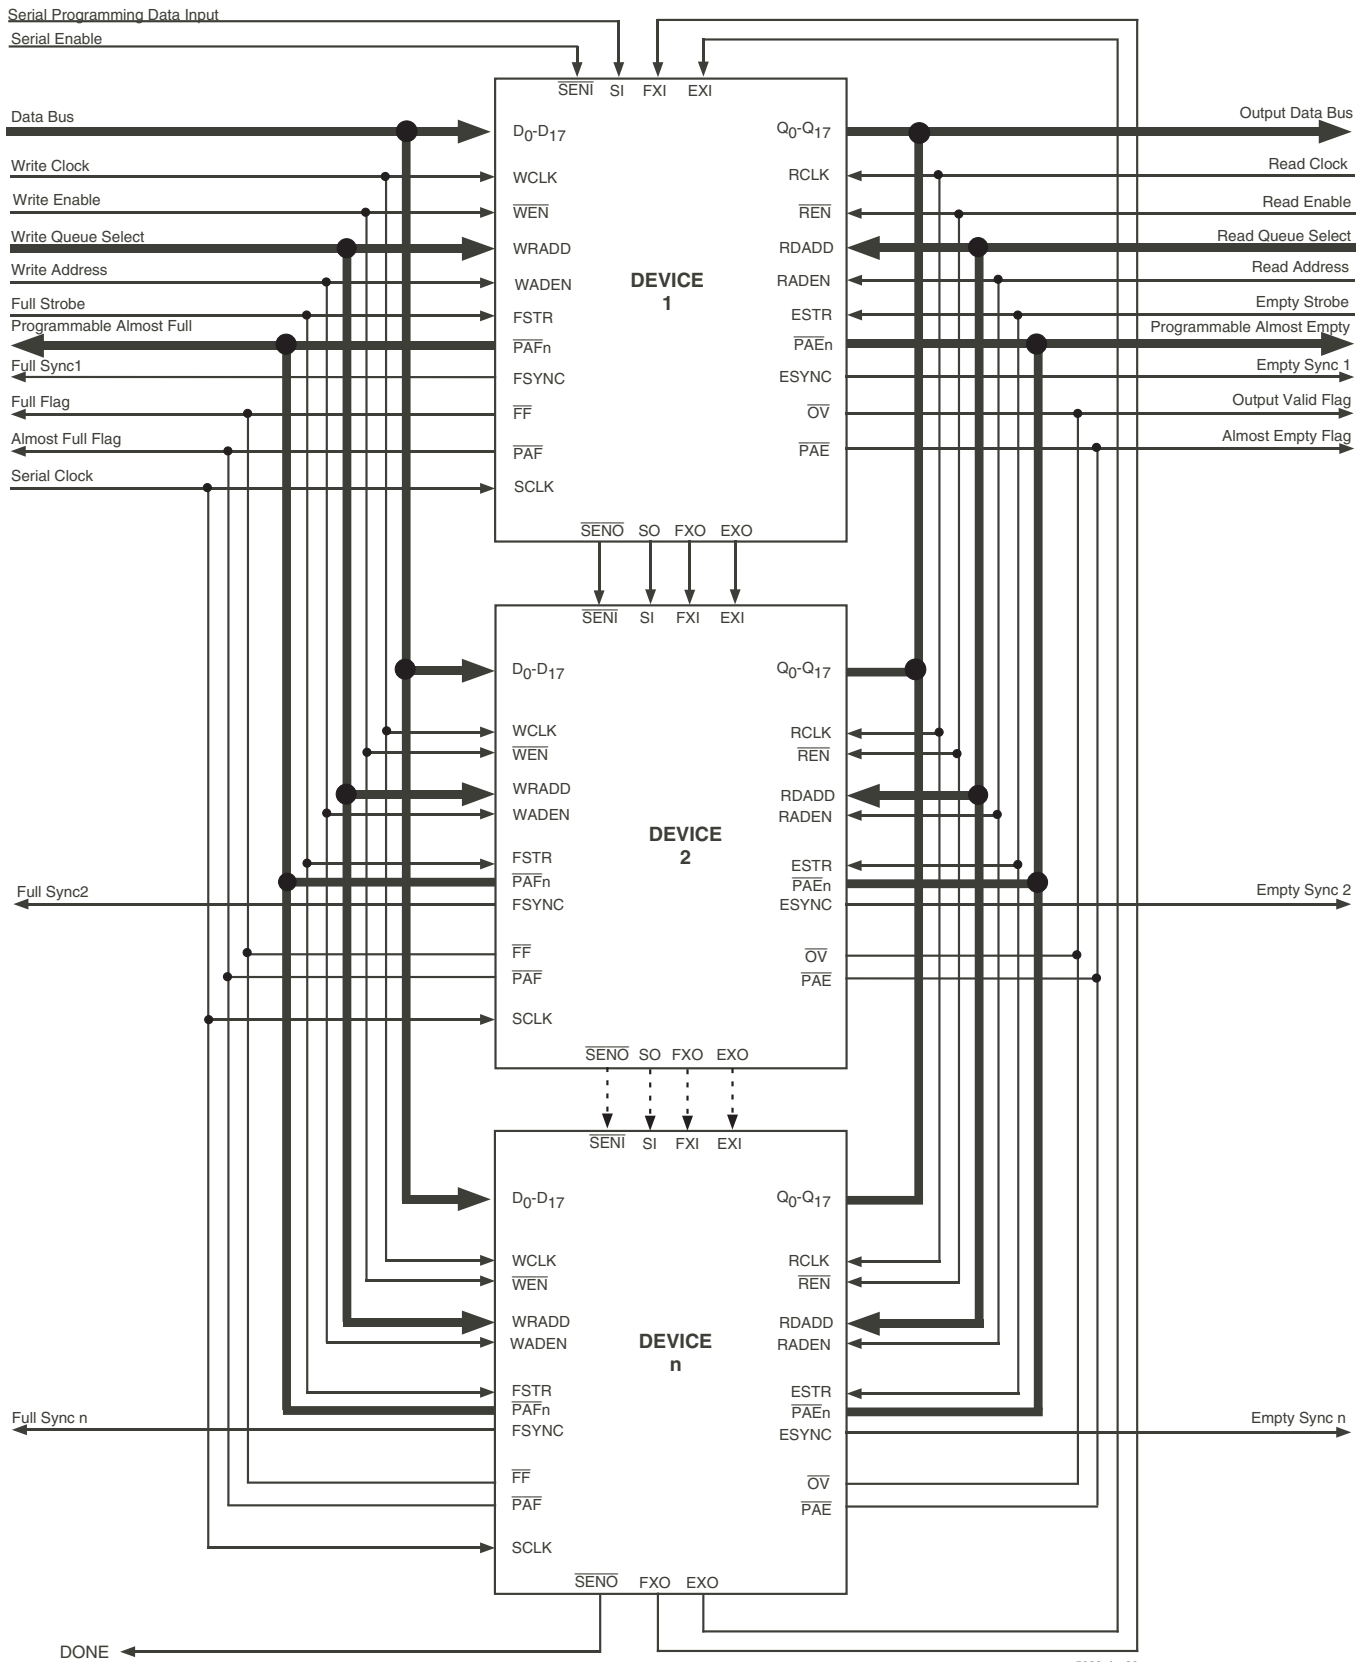 Serial Programming Data Input
Serial Enable
SENI SI FXI EXI
Data Bus D0-D17 Q0-Q17 Output Data Bus
Write Clock WCLK RCLK Read Clock
Write Enable WEN REN Read Enable
Write Queue Select WRADD RDADD Read Queue Select
Write Address WADEN RADEN Read Address
DEVICE
1
Full Strobe FSTR ESTR Empty Strobe
Programmable Almost Full PAFn PAEn Programmable Almost Empty
Full Sync1 FSYNC ESYNC Empty Sync 1
Full Flag FF OV Output Valid Flag
Almost Full Flag PAF PAE Almost Empty Flag
Serial Clock SCLK
SENO SO FXO EXO
SENI SI FXI EXI
D0-D17 Q0-Q17
WCLK RCLK
WEN REN
WRADD RDADD
WADEN RADEN
DEVICE
2
FSTR ESTR
PAFn PAEn
Full Sync2 FSYNC ESYNC Empty Sync 2
FF OV
PAF PAE
SCLK
SENO SO FXO EXO
SENI SI FXI EXI
D0-D17 Q0-Q17
WCLK RCLK
WEN REN
WRADD RDADD
WADEN RADEN
DEVICE
n
FSTR ESTR
PAFn PAEn
Full Sync n FSYNC ESYNC Empty Sync n
FF OV
PAF PAE
SCLK
SENO FXO EXO
DONE